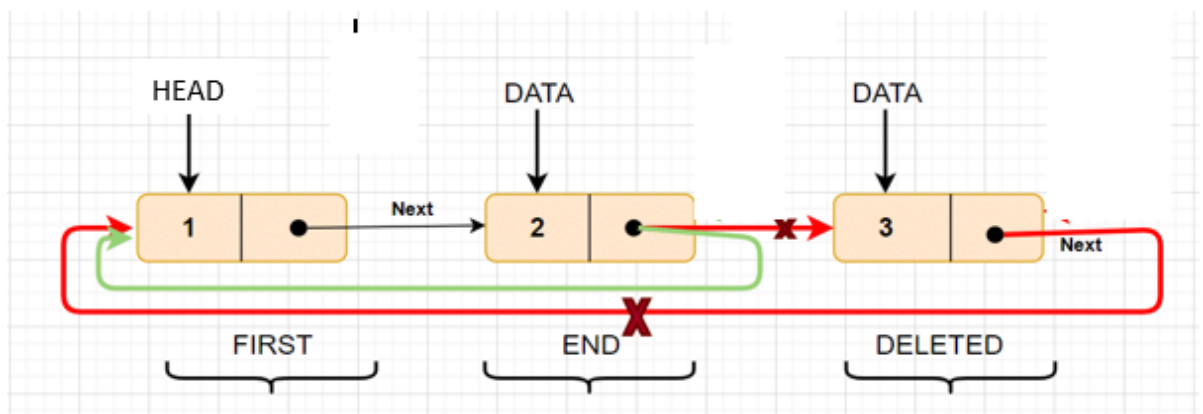 HEAD
DATA
DATA
1
Next
2
3
Next
FIRST
END
DELETED